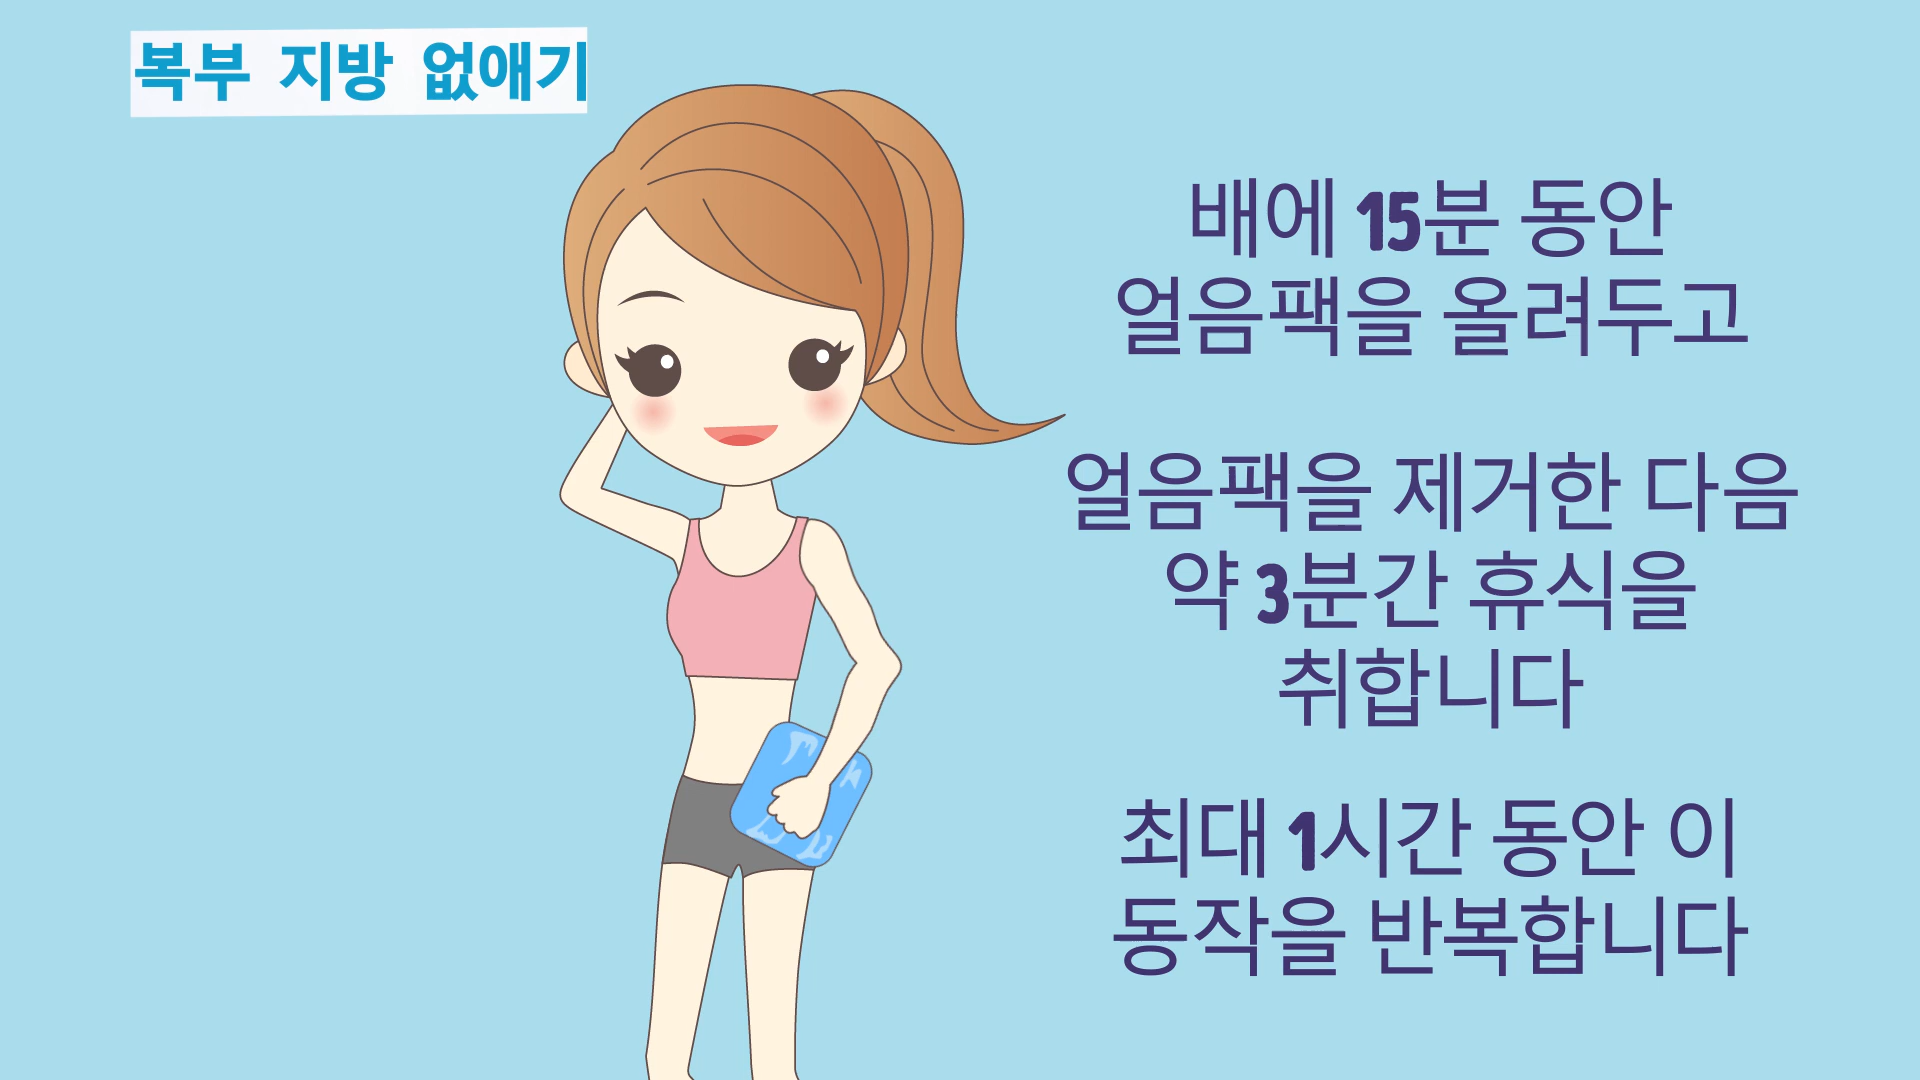 복부 지방 없애기
배에 15분 동안
얼음팩을 올려두고
얼음팩을 제거한 다음
약 3분간 휴식을
취합니다
최대 1시간 동안 이
동작을 반복합니다